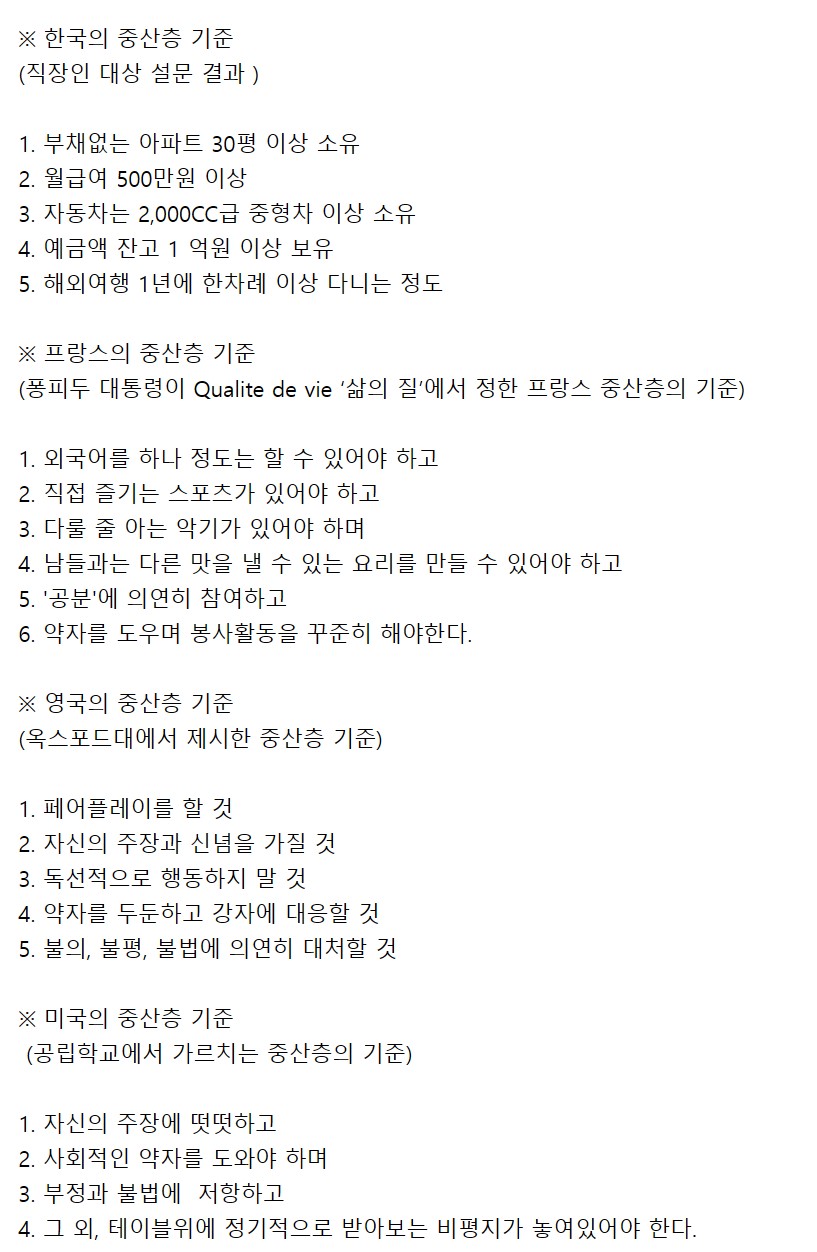 ※ 한국의 중산층 기준
(직장인 대상 설문 결과 )
1. 부채없는 아파트 30평 이상 소유
2. 월급여 500만원 이상
3. 자동차는 2,000CC급 중형차 이상 소유
4. 예금액 잔고 1 억원 이상 보유
5. 해외여행 1년에 한차례 이상 다니는 정도
※ 프랑스의 중산층 기준
(퐁피두 대통령이 Qualite de vie ‘삶의 질’에서 정한 프랑스 중산층의 기준)
1. 외국어를 하나 정도는 할 수 있어야 하고
2. 직접 즐기는 스포츠가 있어야 하고
3. 다룰 줄 아는 악기가 있어야 하며
4. 남들과는 다른 맛을 낼 수 있는 요리를 만들 수 있어야 하고
5. '공분'에 의연히 참여하고
6. 약자를 도우며 봉사활동을 꾸준히 해야한다.
※ 영국의 중산층 기준
(옥스포드대에서 제시한 중산층 기준)
1. 페어플레이를 할 것
2. 자신의 주장과 신념을 가질 것
3. 독선적으로 행동하지 말 것
4. 약자를 두둔하고 강자에 대응할 것
5. 불의, 불평, 불법에 의연히 대처할 것
※ 미국의 중산층 기준
(공립학교에서 가르치는 중산층의 기준)
1. 자신의 주장에 떳떳하고
2. 사회적인 약자를 도와야 하며
3. 부정과 불법에  저항하고
4. 그 외, 테이블위에 정기적으로 받아보는 비평지가 놓여있어야 한다.